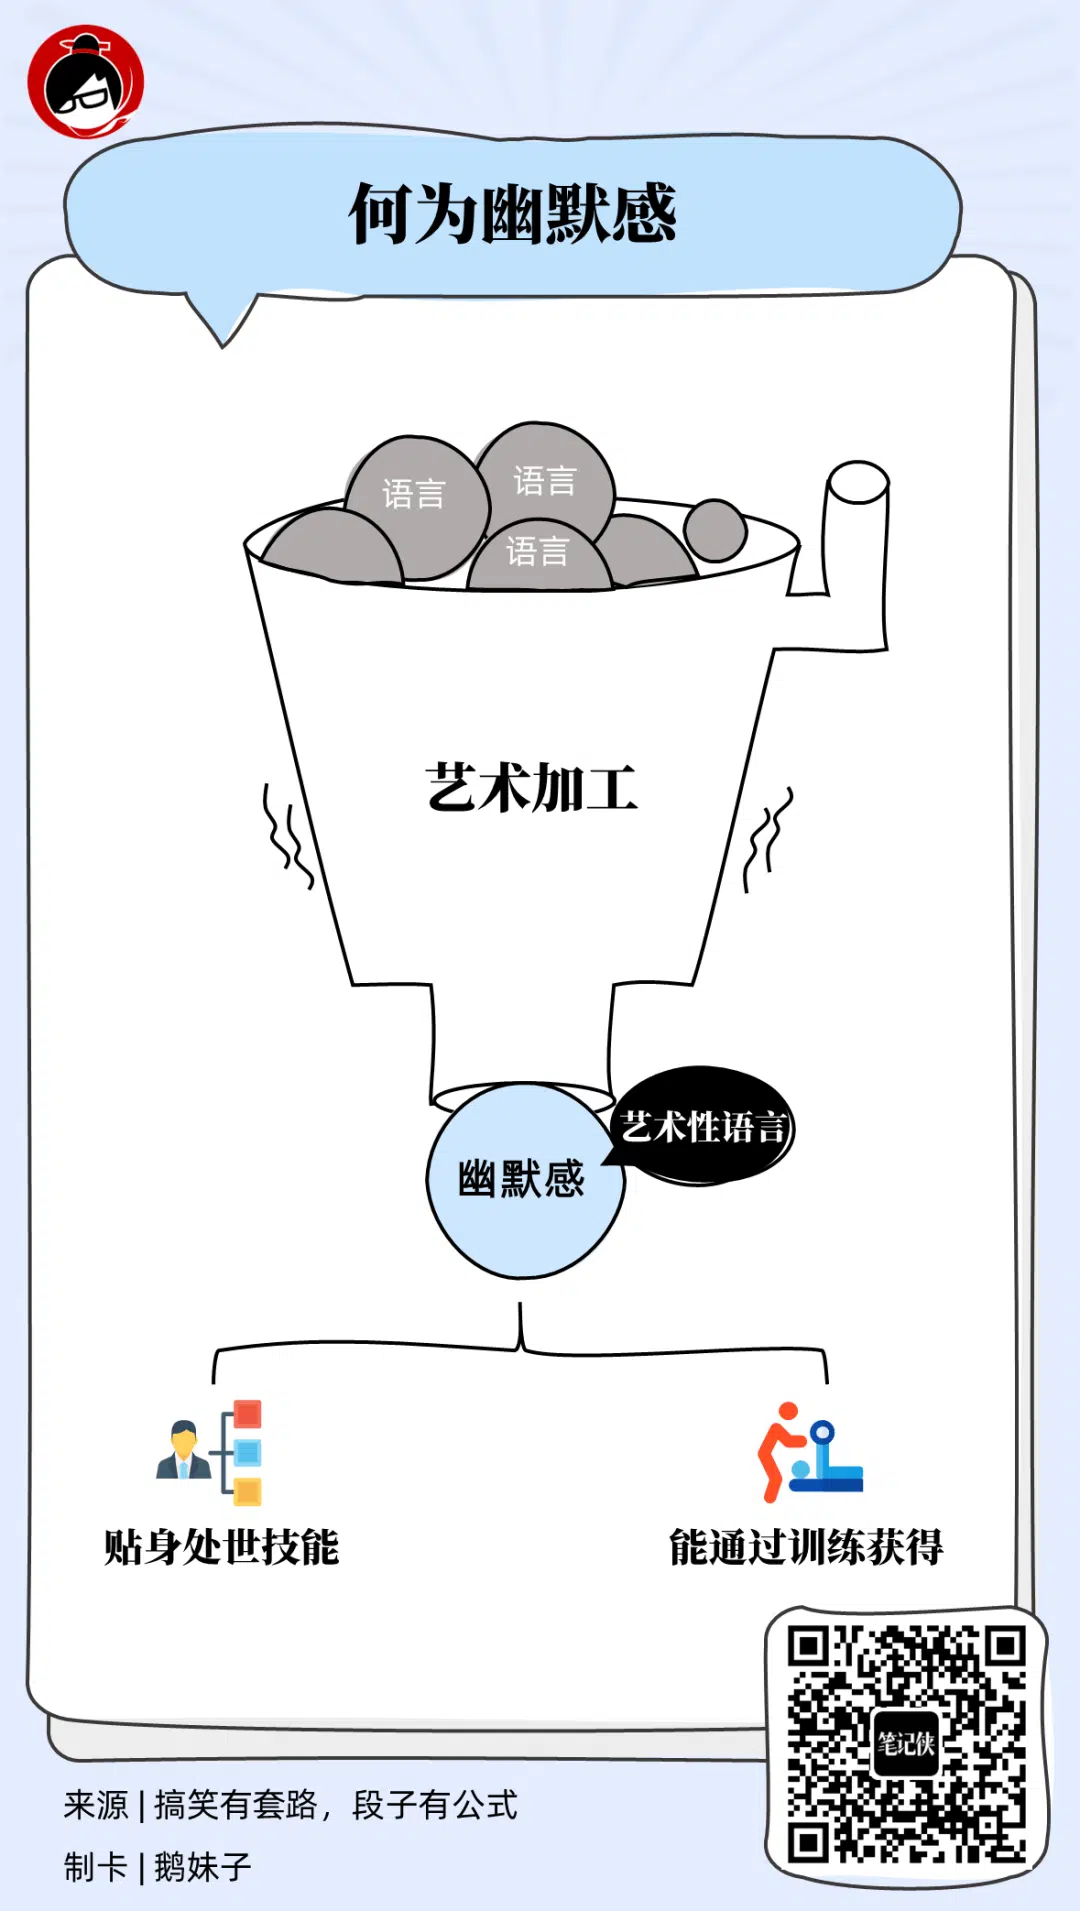 何为幽默感
语言
语言
语言
艺术加工
艺术性语言
幽默感
贴身处世技能
能通过训练获得
笔记侠
来源 | 搞笑有套路，段子有公式
制卡 | 鹅妹子